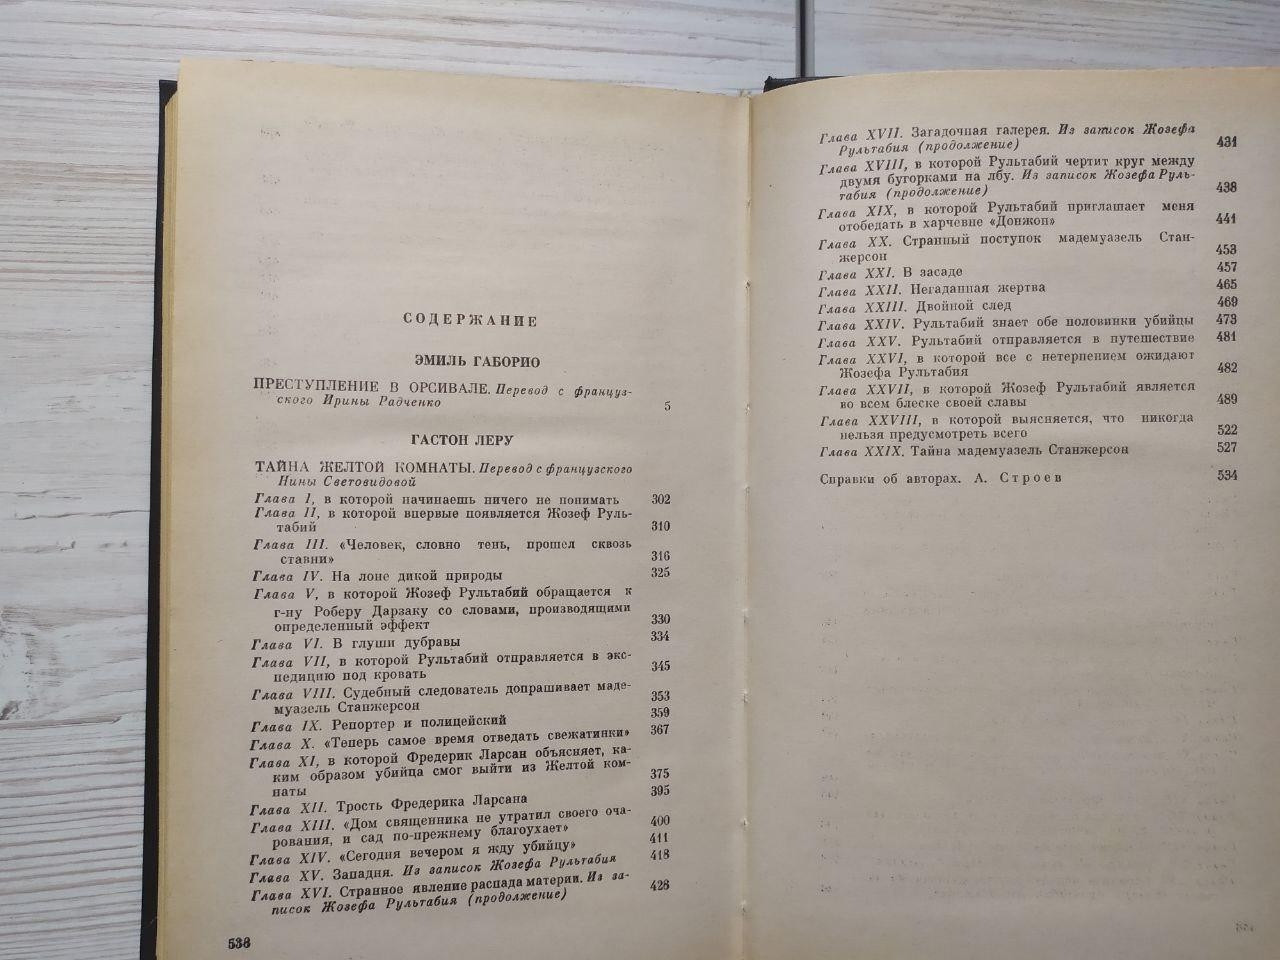 СОДЕРЖАНИЕ
ЭМИЛЬ ГАБОРИО
ПРЕСТУПЛЕНИЕ В ОРСИВАЛЕ. Перевод с француз-
ского Ирины Радченко 5
ГАСТОН ЛЕРУ
ТАЙНА ЖЕЛТОЙ КОМНАТЫ. Перевод с французского
Нины Световидовой
Глава I, в которой начинаешь ничего не понимать 302
Глава II, в которой впервые появляется Жозеф Руль-
табий 310
Глава III. «Человек, словно тень, прошел сквозь
ставни» 316
Глава IV. На лоне дикой природы 325
Глава V, в которой Жозеф Рультабий обращается к
г-ну Роберу Дарзаку со словами, производящими
определенный эффект 330
Глава VI. В глуши дубравы 334
Глава VII, в которой Рультабий отправляется в экс-
педицию под кровать 345
Глава VIII. Судебный следователь допрашивает маде-
муазель Станжерсон 353
Глава IX. Репортер и полицейский 359
Глава X. «Теперь самое время отведать свежатинки» 367
Глава XI, в которой Фредерик Ларсан объясняет, ка-
ким образом убийца смог выйти из Желтой ком-
наты 375
Глава XII. Трость Фредерика Ларсана 395
Глава XIII. «Дом священника не утратил своего оча-
рования, и сад по-прежнему благоухает» 400
Глава XIV. «Сегодня вечером я жду убийцу» 411
Глава XV. Западня. Из записок Жозефа Рультабия 418
Глава XVI. Странное явление распада материи. Из за-
писок Жозефа Рультабия (продолжение) 428
538
Глава XVII. Загадочная галерея. Из записок Жозефа
Рультабия (продолжение) 431
Глава XVIII, в которой Рультабий чертит круг между
двумя бугорками на лбу. Из записок Жозефа Руль-
табия (продолжение) 438
Глава XIX, в которой Рультабий приглашает меня
отобедать в харчевне «Донжон» 441
Глава XX. Странный поступок мадемуазель Стан-
жерсон 453
Глава XXI. В засаде 457
Глава XXII. Негаданная жертва 465
Глава XXIII. Двойной след 469
Глава XXIV. Рультабий знает обе половинки убийцы 473
Глава XXV. Рультабий отправляется в путешествие 481
Глава XXVI, в которой все с нетерпением ожидают
Жозефа Рультабия 482
Глава XXVII, в которой Жозеф Рультабий является
во всем блеске своей славы 489
Глава XXVIII, в которой выясняется, что никогда
нельзя предусмотреть всего 522
Глава XXIX. Тайна мадемуазель Станжерсон 527
Справки об авторах. А. Строев 534